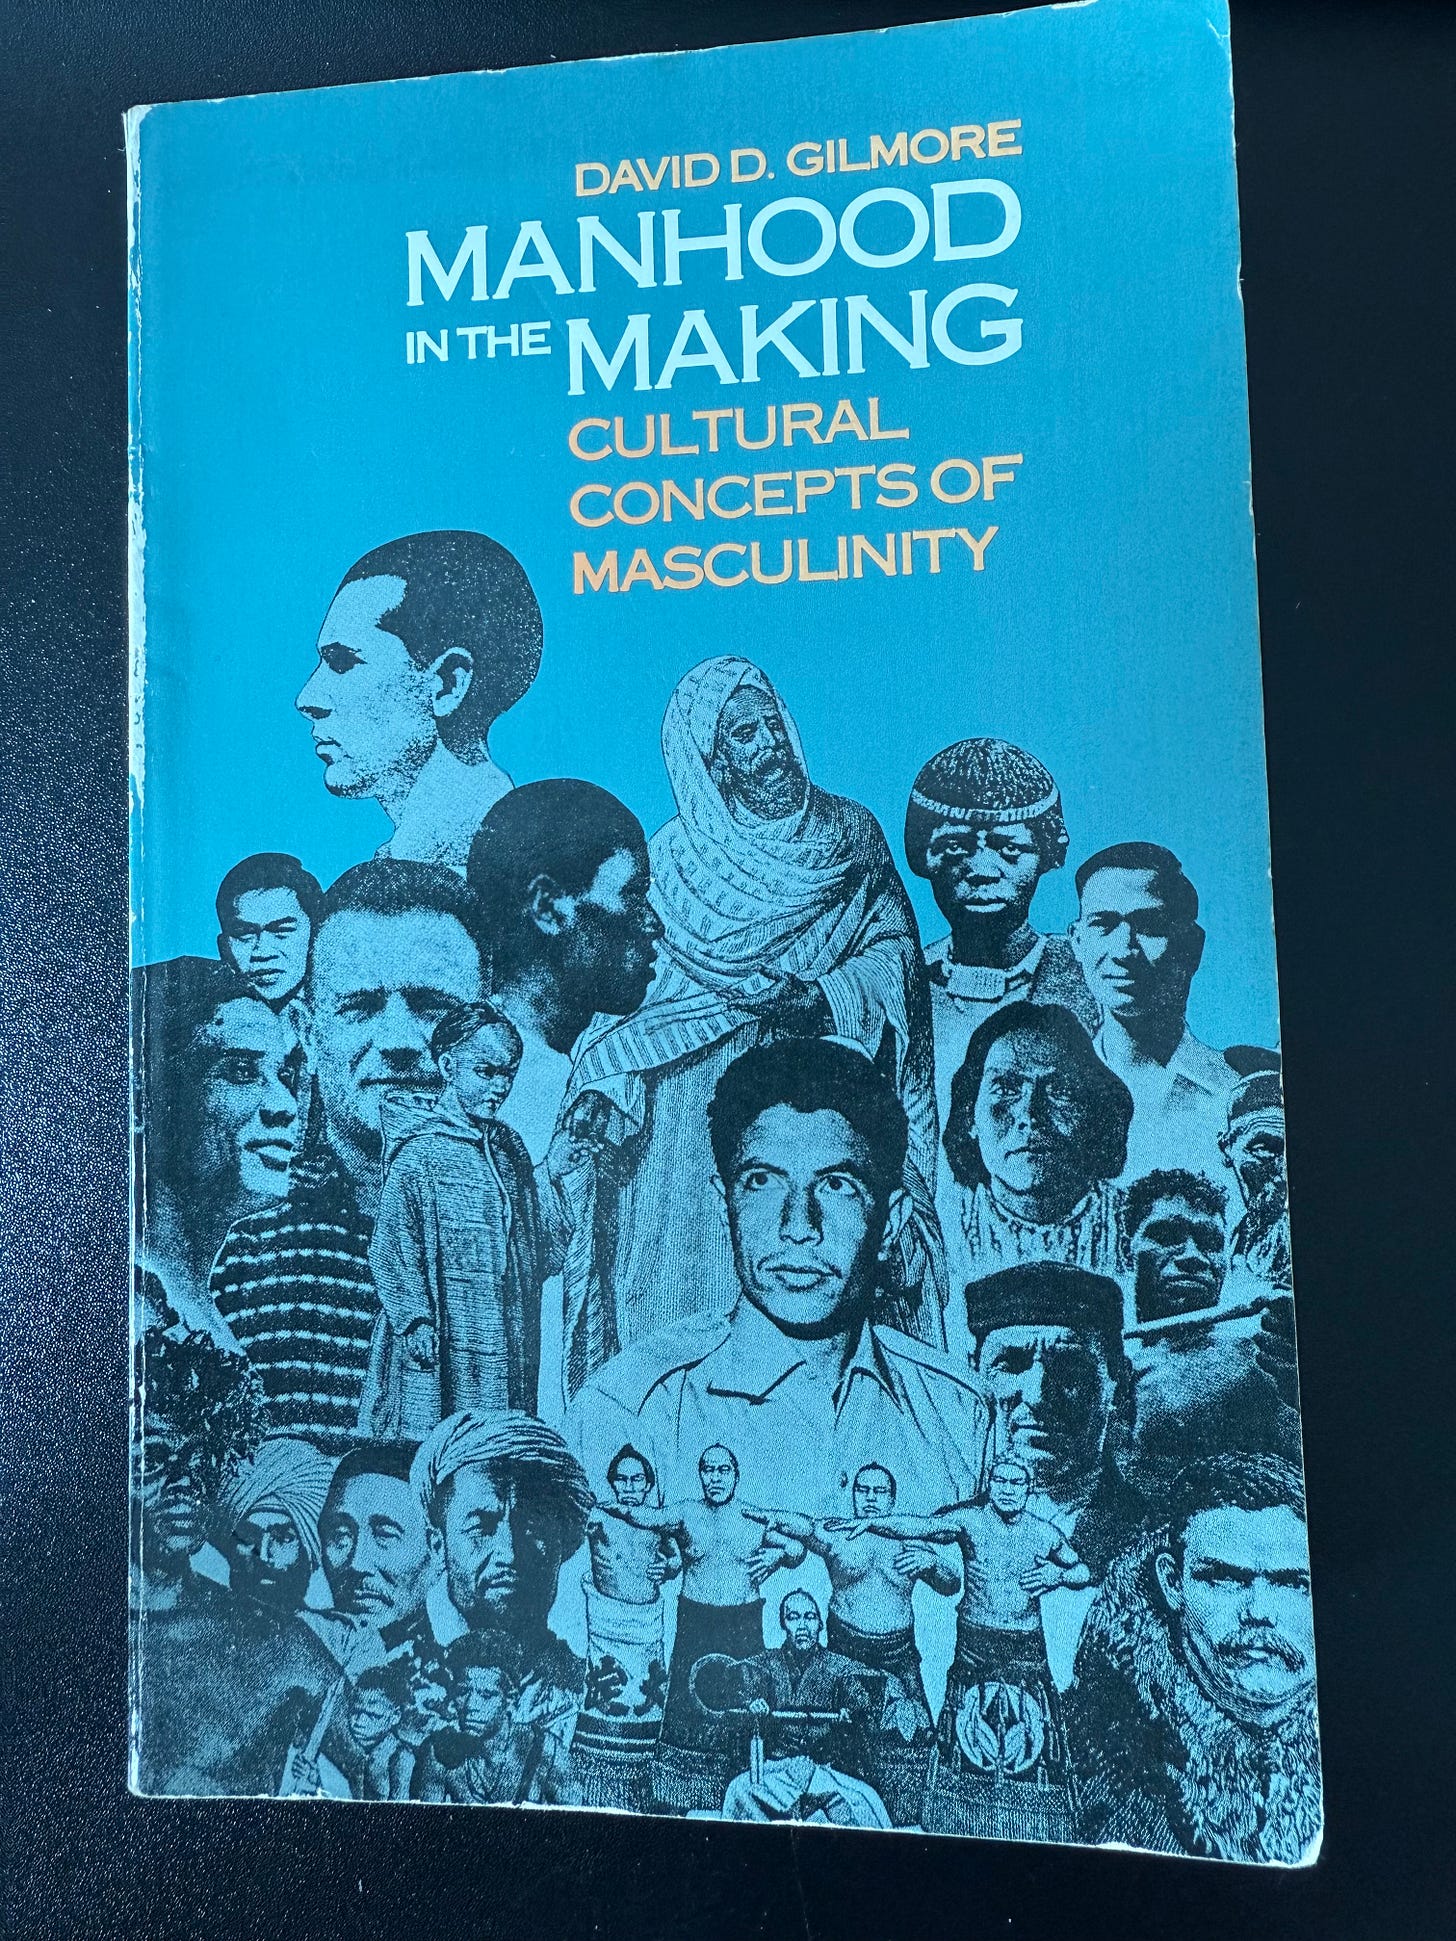 DAVID D. GILMORE
MANHOOD
IN THE MAKING
CULTURAL
CONCEPTS OF
MASCULINITY